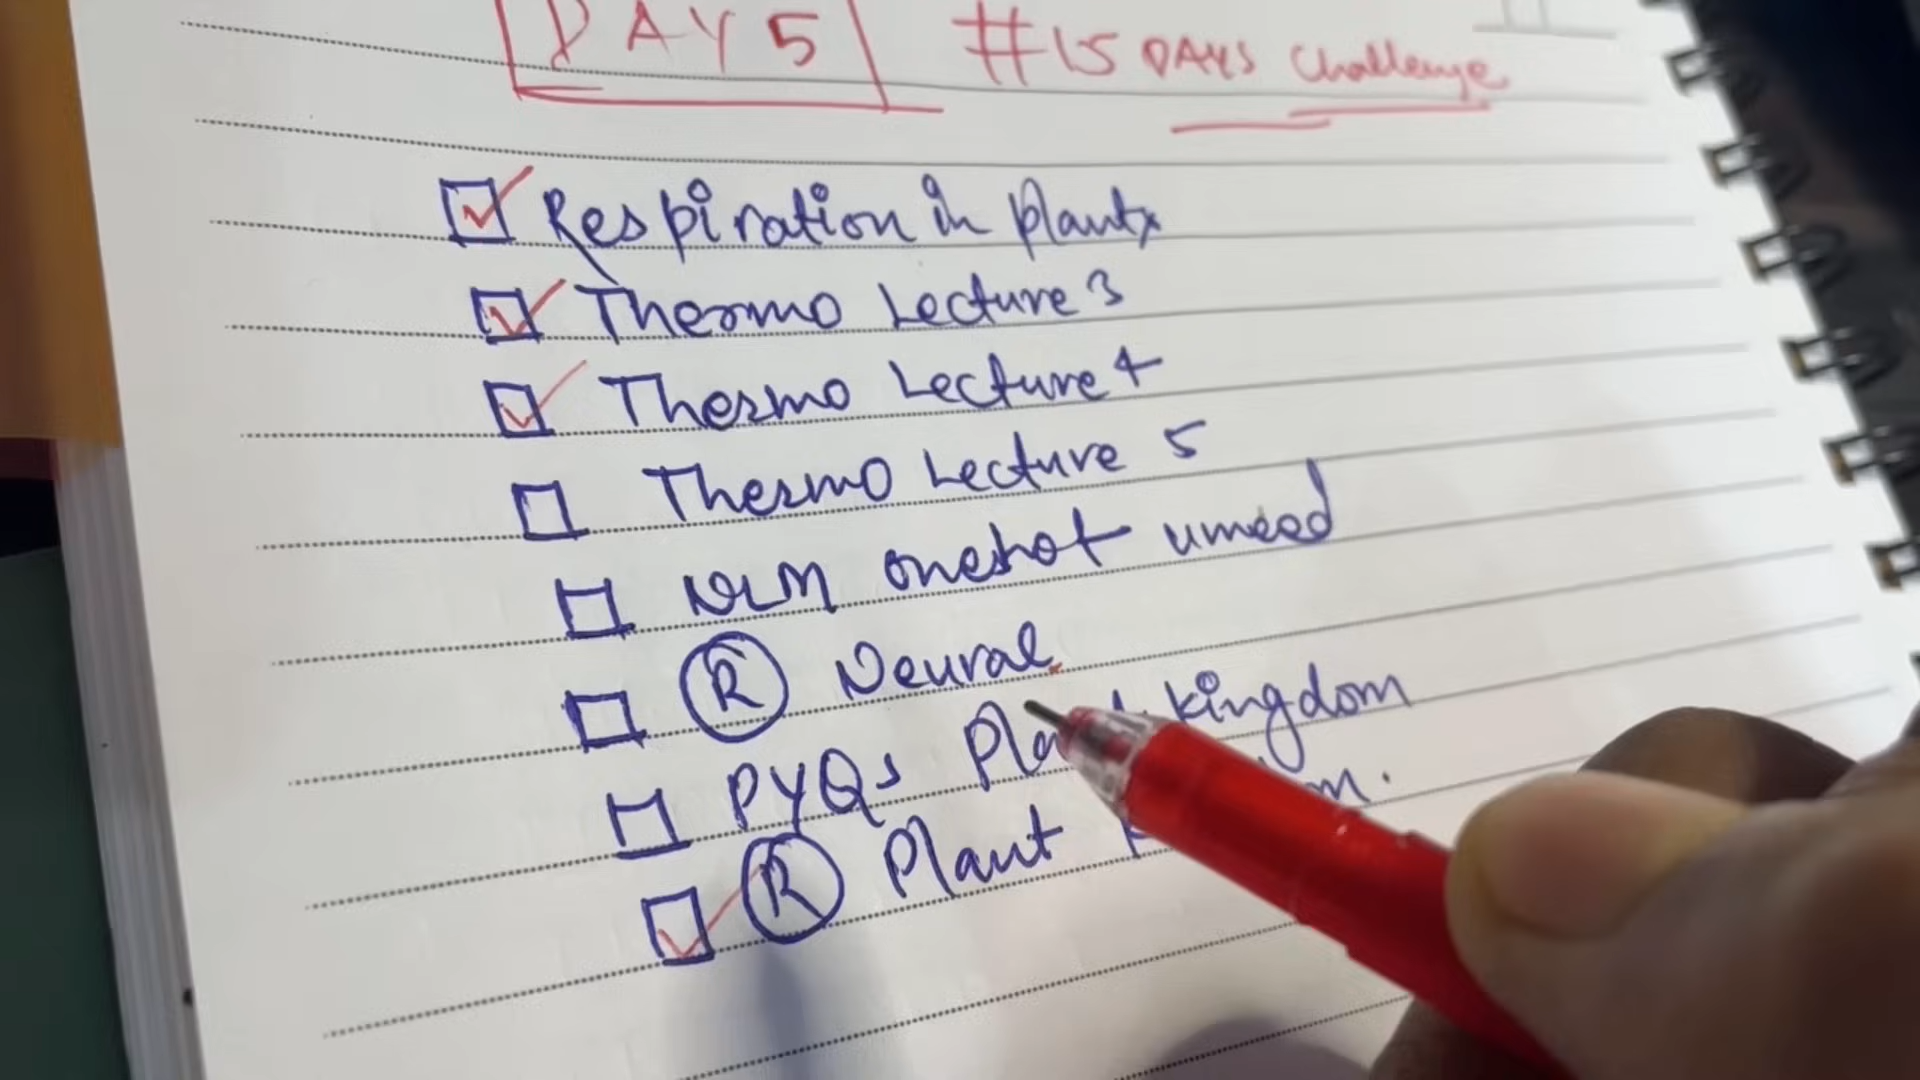 DAY 5 #15 DAYS Challenge
Respiration in plants
Thermo Lecture 3
Thermo Lecture 4
Thermo Lecture 5
NLM oneshot umeed
R Neural
PYQs kingdom
R Plant